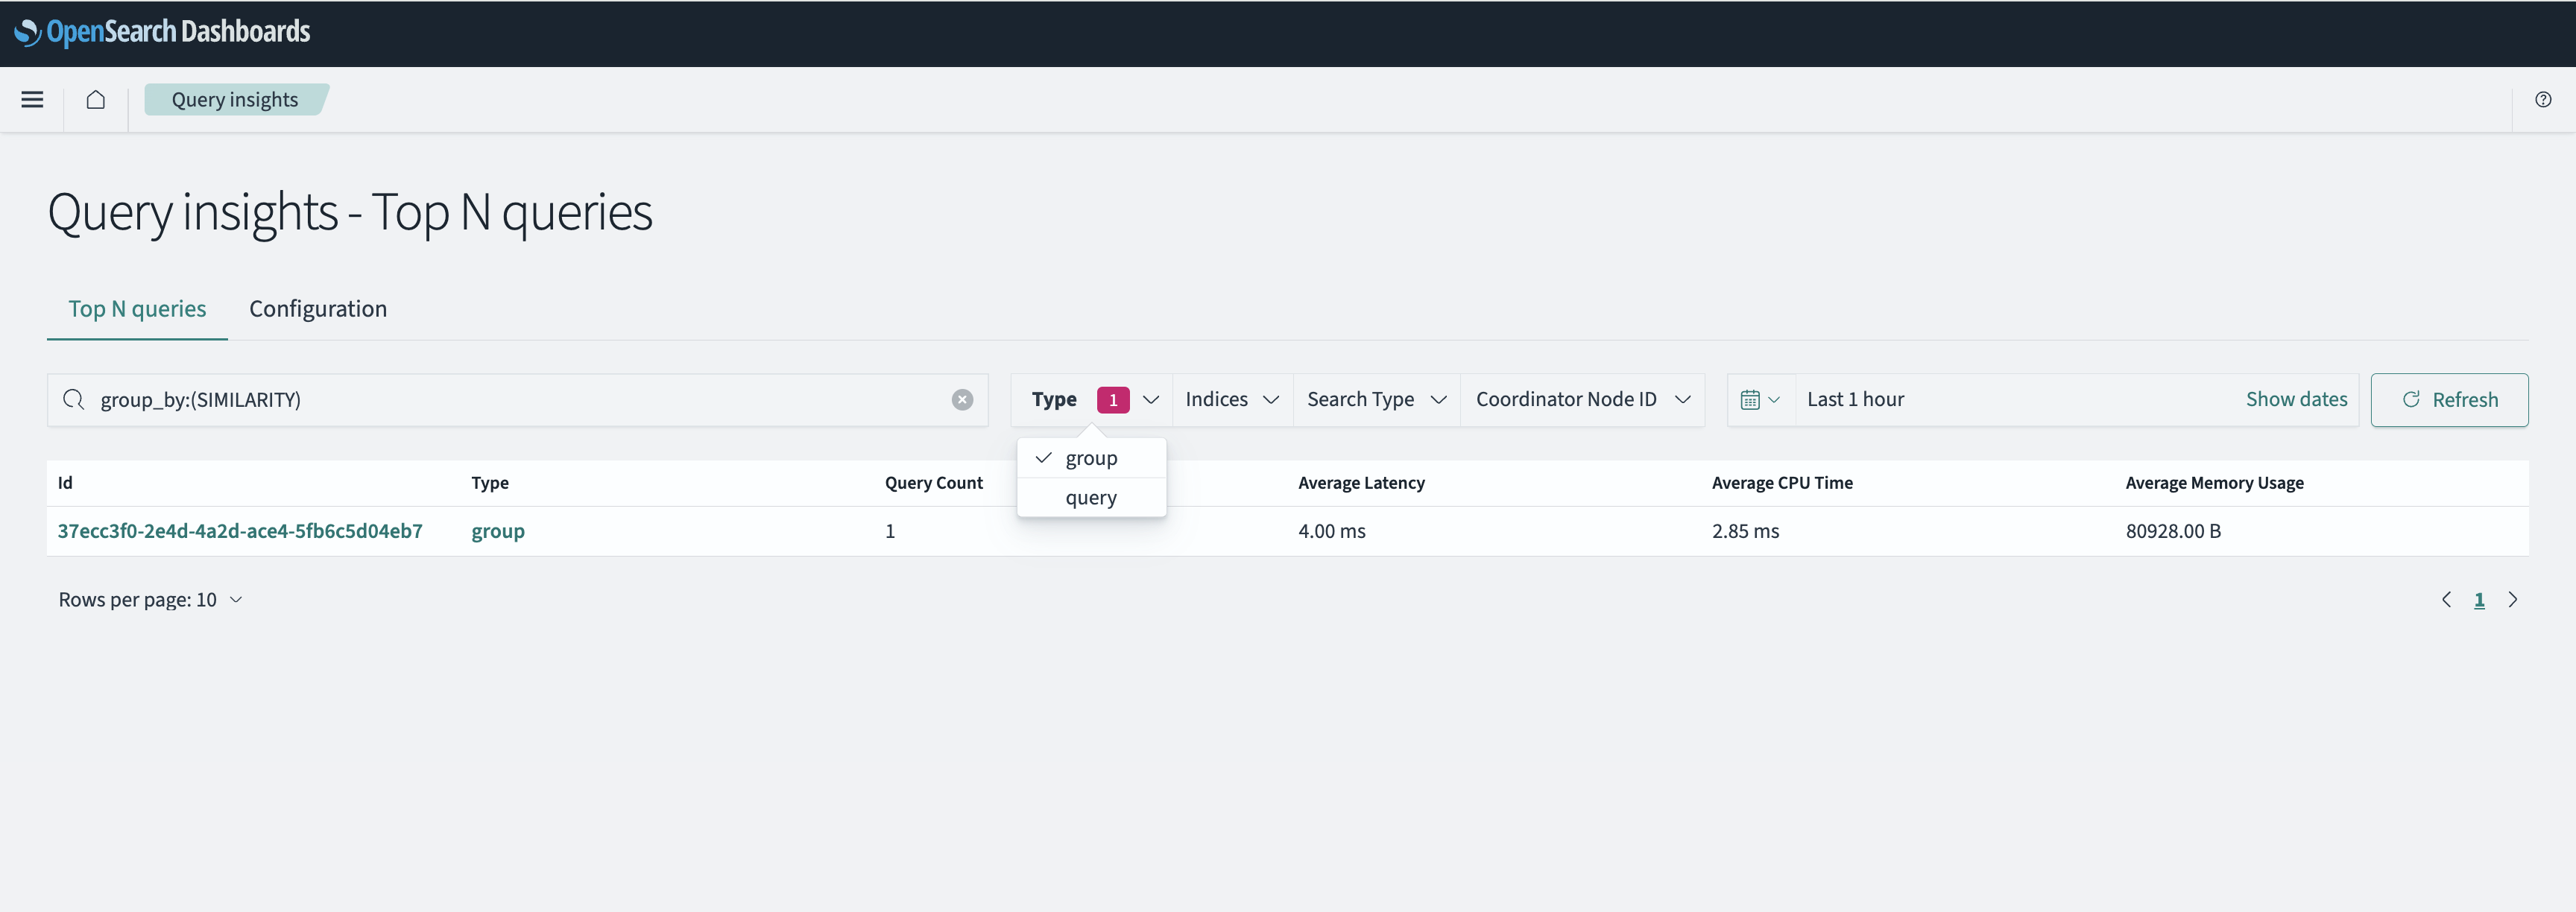 OpenSearch Dashboards
Query insights
Query insights - Top N queries
Top N queries Configuration
group_by:(SIMILARITY) Type 1 Indices Search Type Coordinator Node ID Last 1 hour Show dates Refresh
group
query
Id Type Query Count Average Latency Average CPU Time Average Memory Usage
37ecc3f0-2e4d-4a2d-ace4-5fb6c5d04eb7 group 1 4.00 ms 2.85 ms 80928.00 B
Rows per page: 10 1